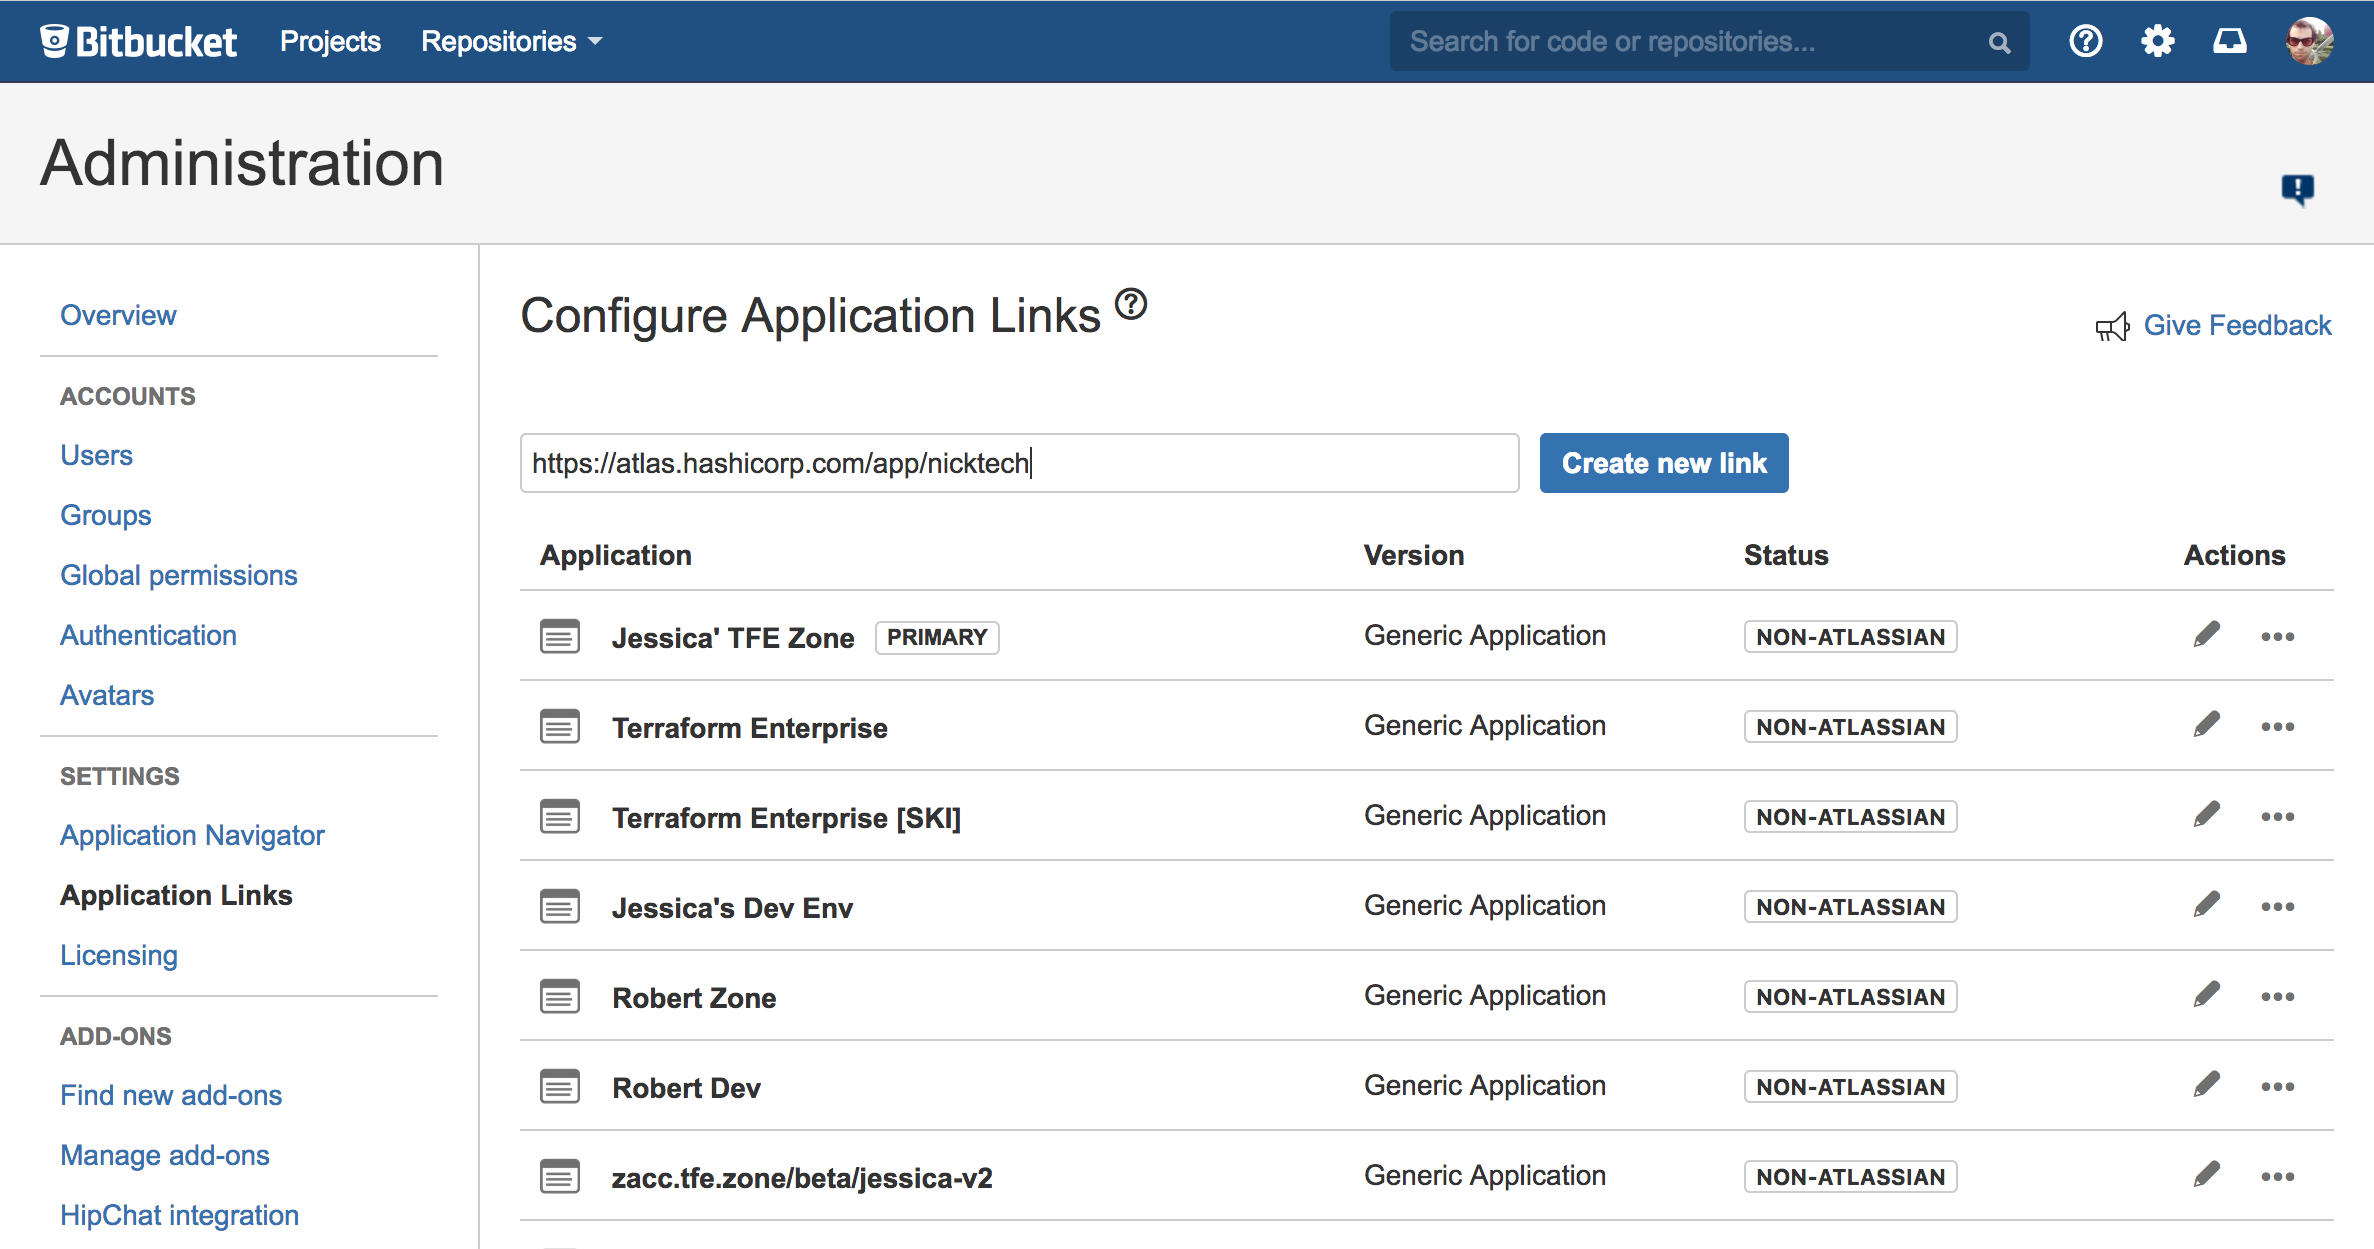 Bitbucket Projects Repositories Search for code or repositories...
Administration
Overview
ACCOUNTS
Users
Groups
Global permissions
Authentication
Avatars
SETTINGS
Application Navigator
Application Links
Licensing
ADD-ONS
Find new add-ons
Manage add-ons
HipChat integration
Configure Application Links
Give Feedback
https://atlas.hashicorp.com/app/nicktech Create new link
Application Version Status Actions
Jessica' TFE Zone PRIMARY Generic Application NON-ATLASSIAN
Terraform Enterprise Generic Application NON-ATLASSIAN
Terraform Enterprise [SKI] Generic Application NON-ATLASSIAN
Jessica's Dev Env Generic Application NON-ATLASSIAN
Robert Zone Generic Application NON-ATLASSIAN
Robert Dev Generic Application NON-ATLASSIAN
zacc.tfe.zone/beta/jessica-v2 Generic Application NON-ATLASSIAN